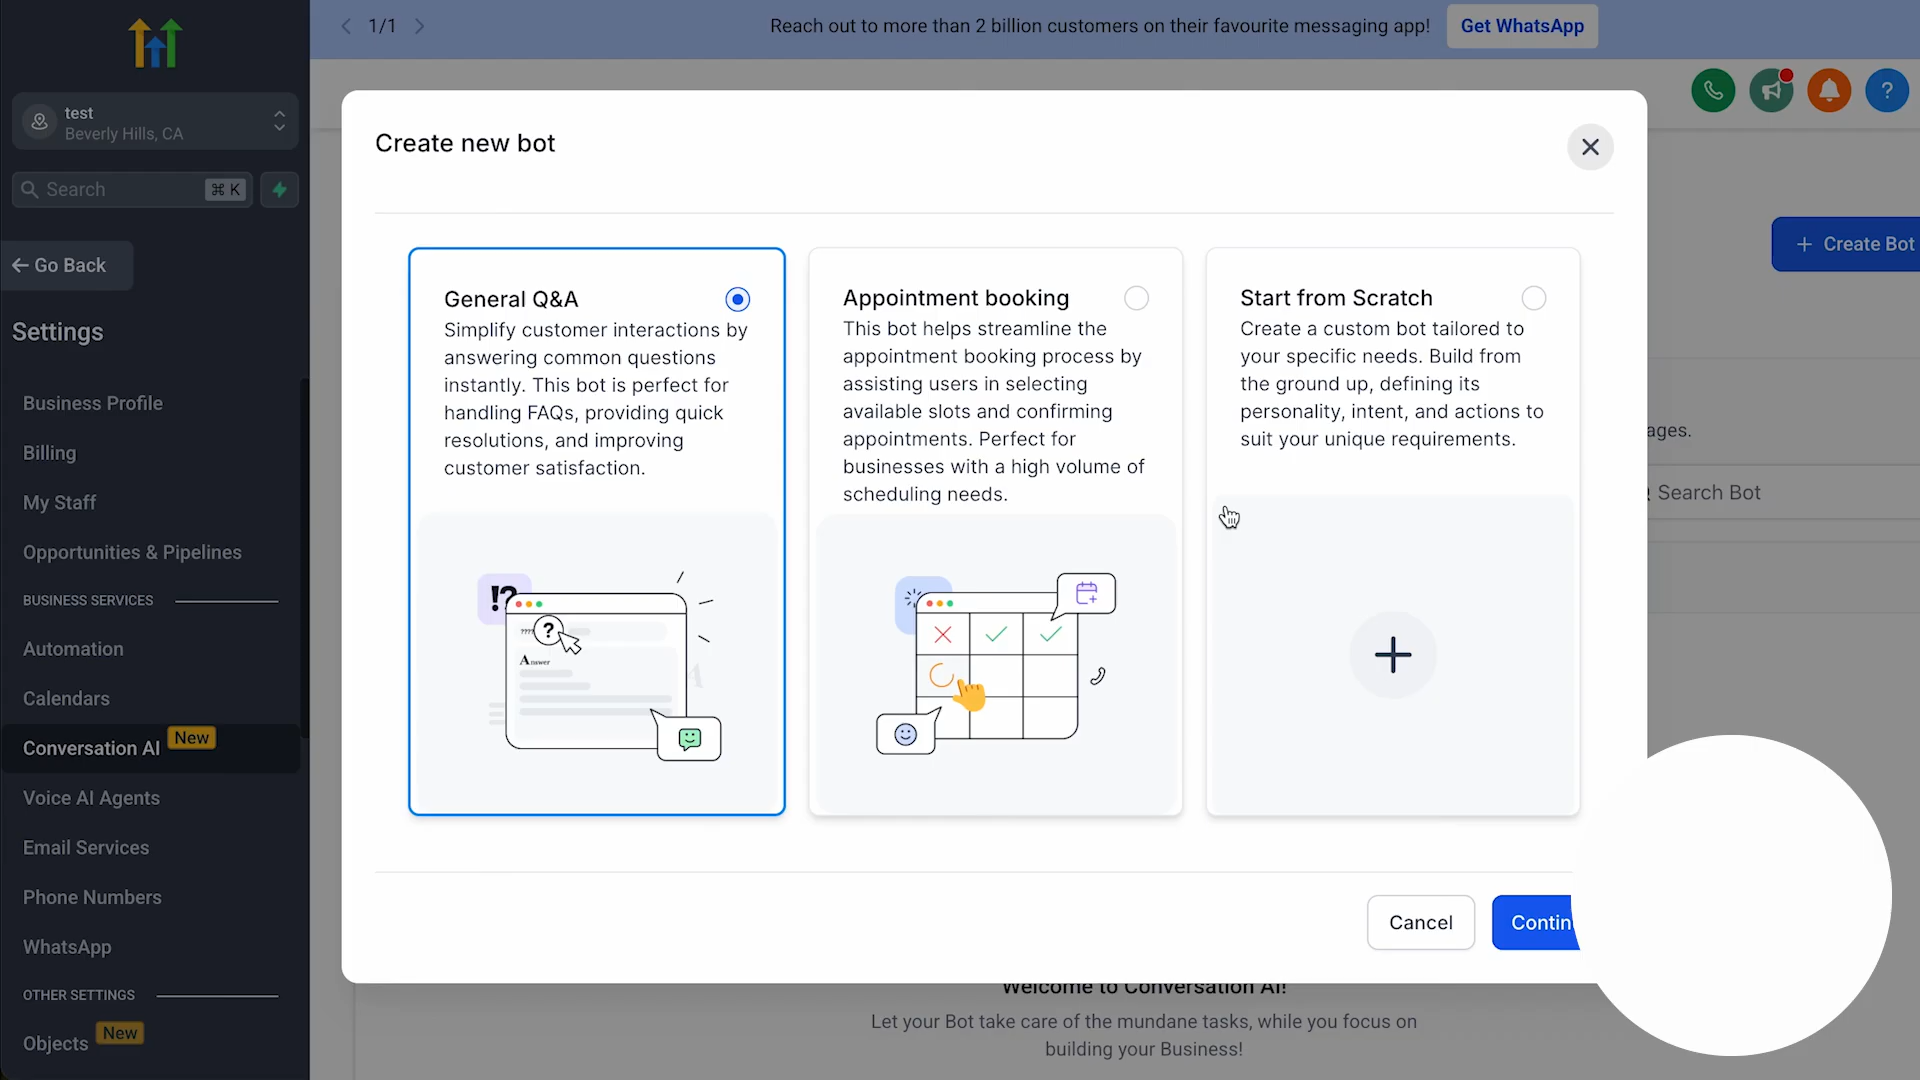 1/1
Reach out to more than 2 billion customers on their favourite messaging app!
Get WhatsApp
test
Beverly Hills, CA
Search
⌘ K
Go Back
Settings
Business Profile
Billing
My Staff
Opportunities & Pipelines
BUSINESS SERVICES
Automation
Calendars
Conversation AI
New
Voice AI Agents
Email Services
Phone Numbers
WhatsApp
OTHER SETTINGS
Objects
New
?
+ Create Bot
ages.
Search Bot
Create new bot
General Q&A
Simplify customer interactions by
answering common questions
instantly. This bot is perfect for
handling FAQs, providing quick
resolutions, and improving
customer satisfaction.
!?
????
?
Answer
A
Appointment booking
This bot helps streamline the
appointment booking process by
assisting users in selecting
available slots and confirming
appointments. Perfect for
businesses with a high volume of
scheduling needs.
Start from Scratch
Create a custom bot tailored to
your specific needs. Build from
the ground up, defining its
personality, intent, and actions to
suit your unique requirements.
Cancel
Contin
Welcome to Conversation AI!
Let your Bot take care of the mundane tasks, while you focus on
building your Business!